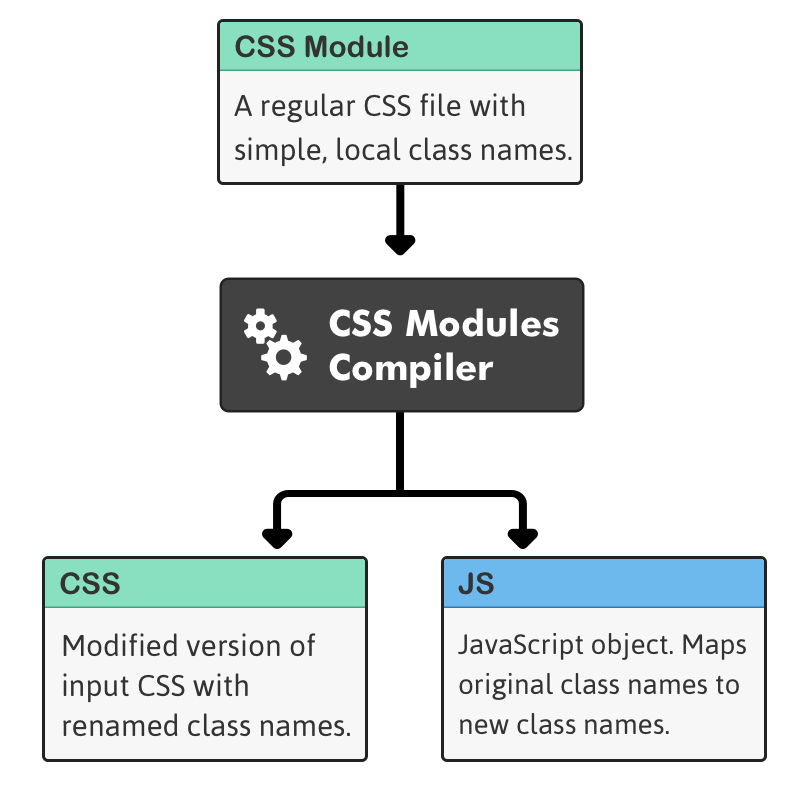 CSS Module
A regular CSS file with
simple, local class names.
CSS Modules
Compiler
CSS
Modified version of
input CSS with
renamed class names.
JS
JavaScript object. Maps
original class names to
new class names.